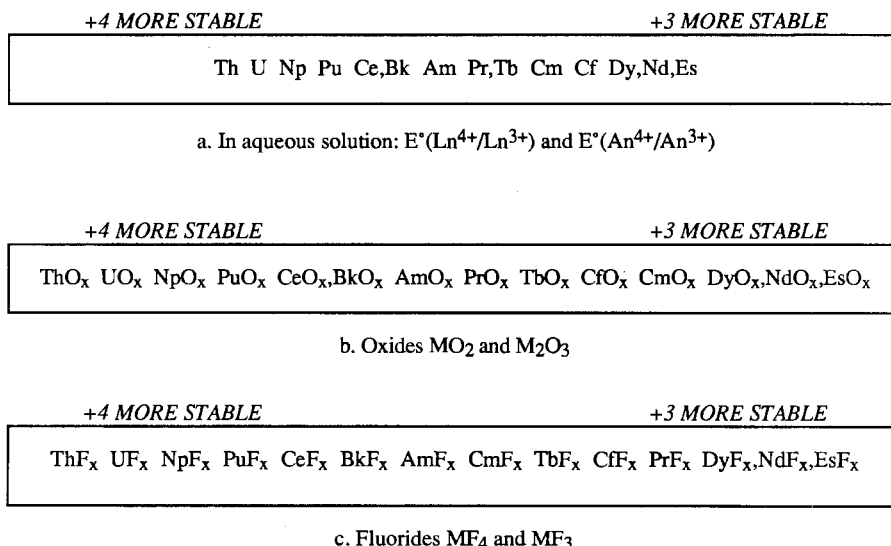 +4 MORE STABLE +3 MORE STABLE
Th U Np Pu Ce,Bk Am Pr,Tb Cm Cf Dy,Nd,Es
a. In aqueous solution: E°(Ln⁴⁺/Ln³⁺) and E°(An⁴⁺/An³⁺)
+4 MORE STABLE +3 MORE STABLE
ThOₓ UOₓ NpOₓ PuOₓ CeOₓ,BkOₓ AmOₓ PrOₓ TbOₓ CfOₓ CmOₓ DyOₓ,NdOₓ,EsOₓ
b. Oxides MO₂ and M₂O₃
+4 MORE STABLE +3 MORE STABLE
ThFₓ UFₓ NpFₓ PuFₓ CeFₓ BkFₓ AmFₓ CmFₓ TbFₓ CfFₓ PrFₓ DyFₓ,NdFₓ,EsFₓ
c. Fluorides MF₄ and MF₃